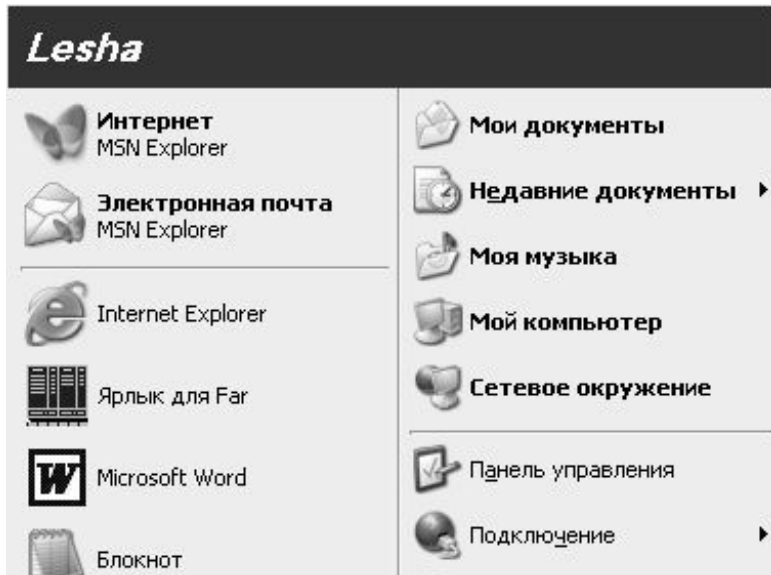 Lesha
Интернет
MSN Explorer
Электронная почта
MSN Explorer
Internet Explorer
Ярлык для Far
Microsoft Word
Блокнот
Мои документы
Недавние документы
Моя музыка
Мой компьютер
Сетевое окружение
Панель управления
Подключение